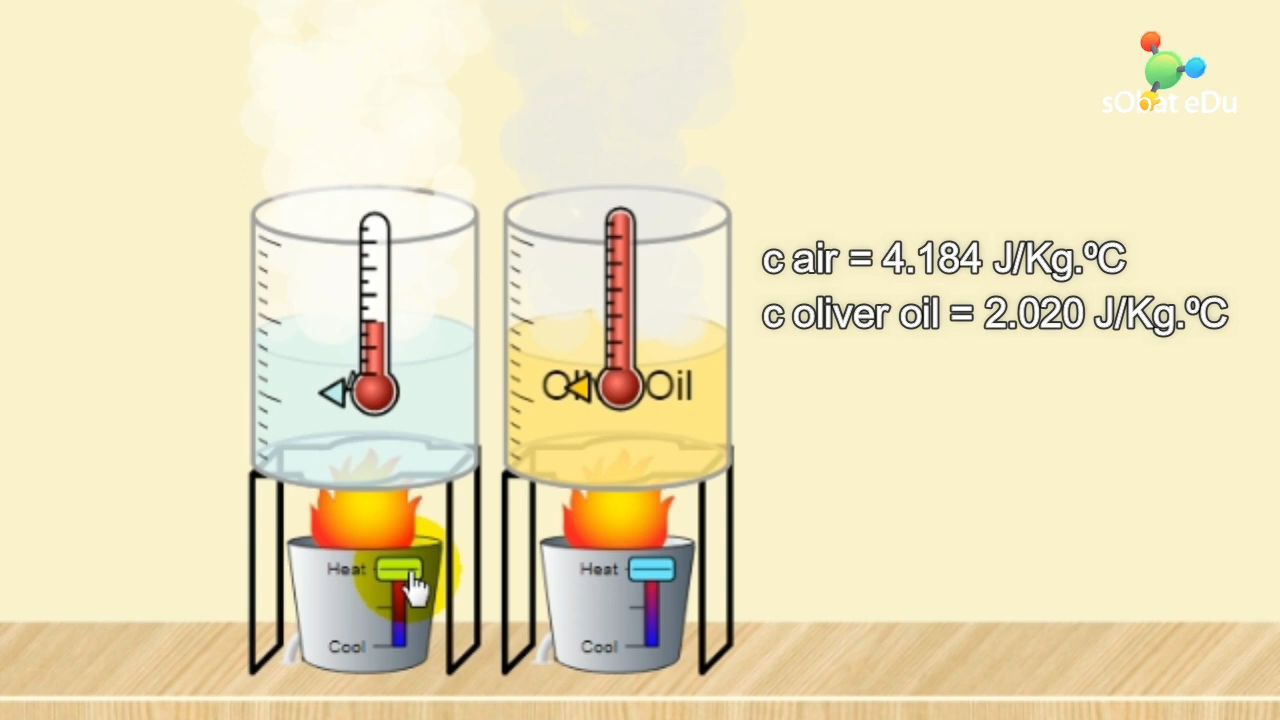 sObat eDu
c air = 4.184 J/Kg.ºC
c oliver oil = 2.020 J/Kg.ºC
Oil
Heat
Cool
Heat
Cool